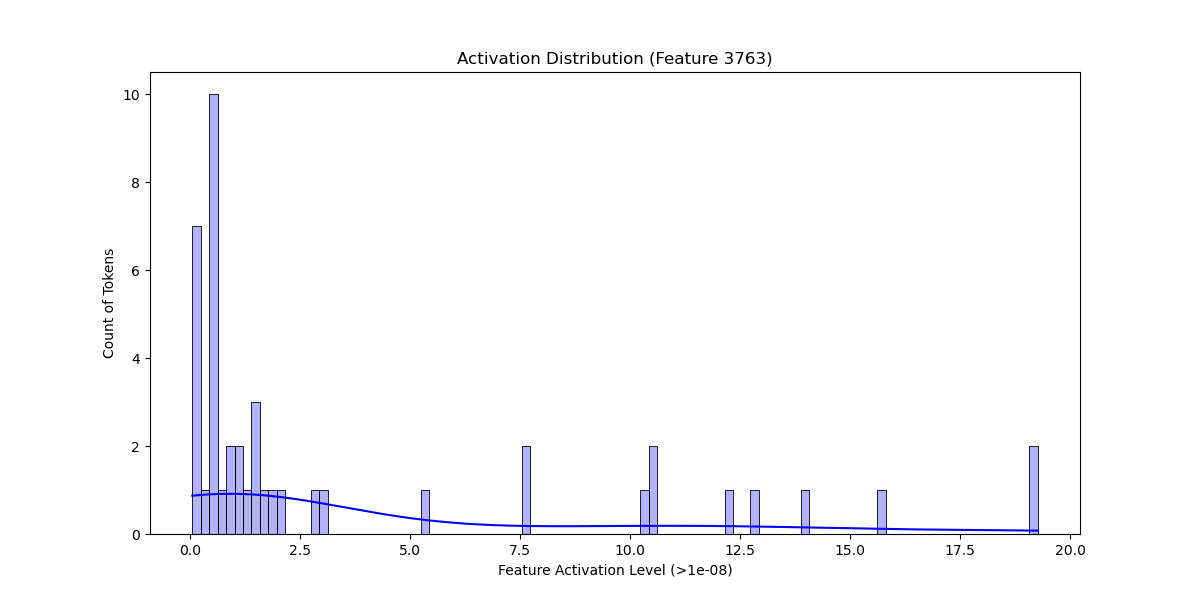 Activation Distribution (Feature 3763)
10
8
6
4
2
0
Count of Tokens
0.0 2.5 5.0 7.5 10.0 12.5 15.0 17.5 20.0
Feature Activation Level (>1e-08)